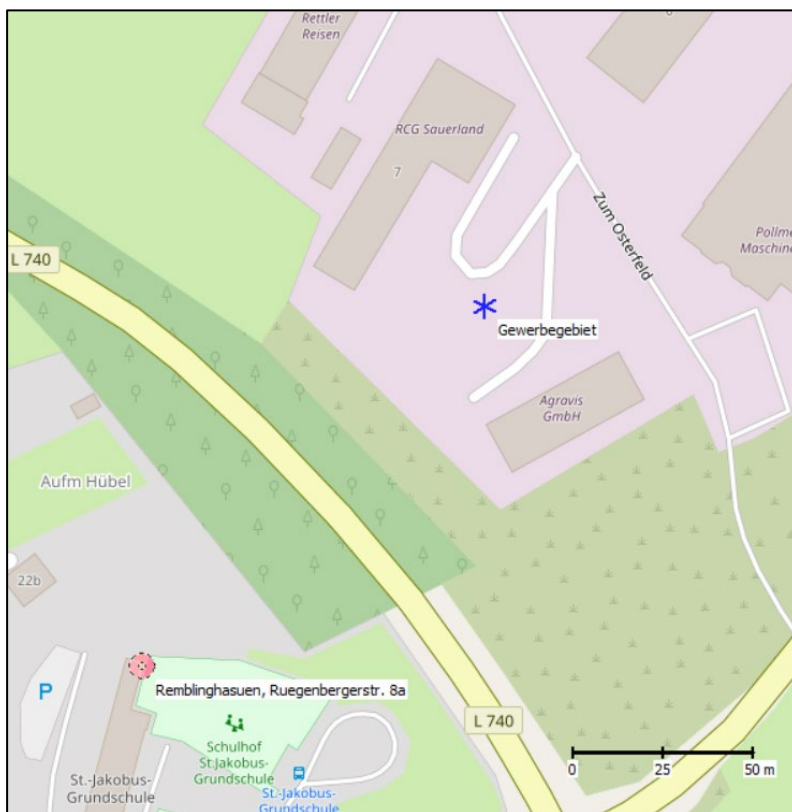 Rettler
Reisen
RCG Sauerland
7
Zum Osterfeld
Pollme
Maschine
L 740
Gewerbegebiet
Agravis
GmbH
Aufm Hübel
22b
Remblinghasuen, Ruegenbergerstr. 8a
P
L 740
Schulhof
St.Jakobus-
Grundschule
St.-Jakobus-
Grundschule
St.-Jakobus-
Grundschule
0 25 50 m